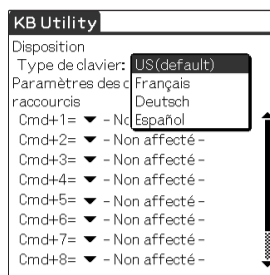 KB Utility
Disposition
Type de clavier: US(default)
Français
Deutsch
Español
Paramètres des
raccourcis
Cmd+1= – No
Cmd+2= – Non affecté –
Cmd+3= – Non affecté –
Cmd+4= – Non affecté –
Cmd+5= – Non affecté –
Cmd+6= – Non affecté –
Cmd+7= – Non affecté –
Cmd+8= – Non affecté –